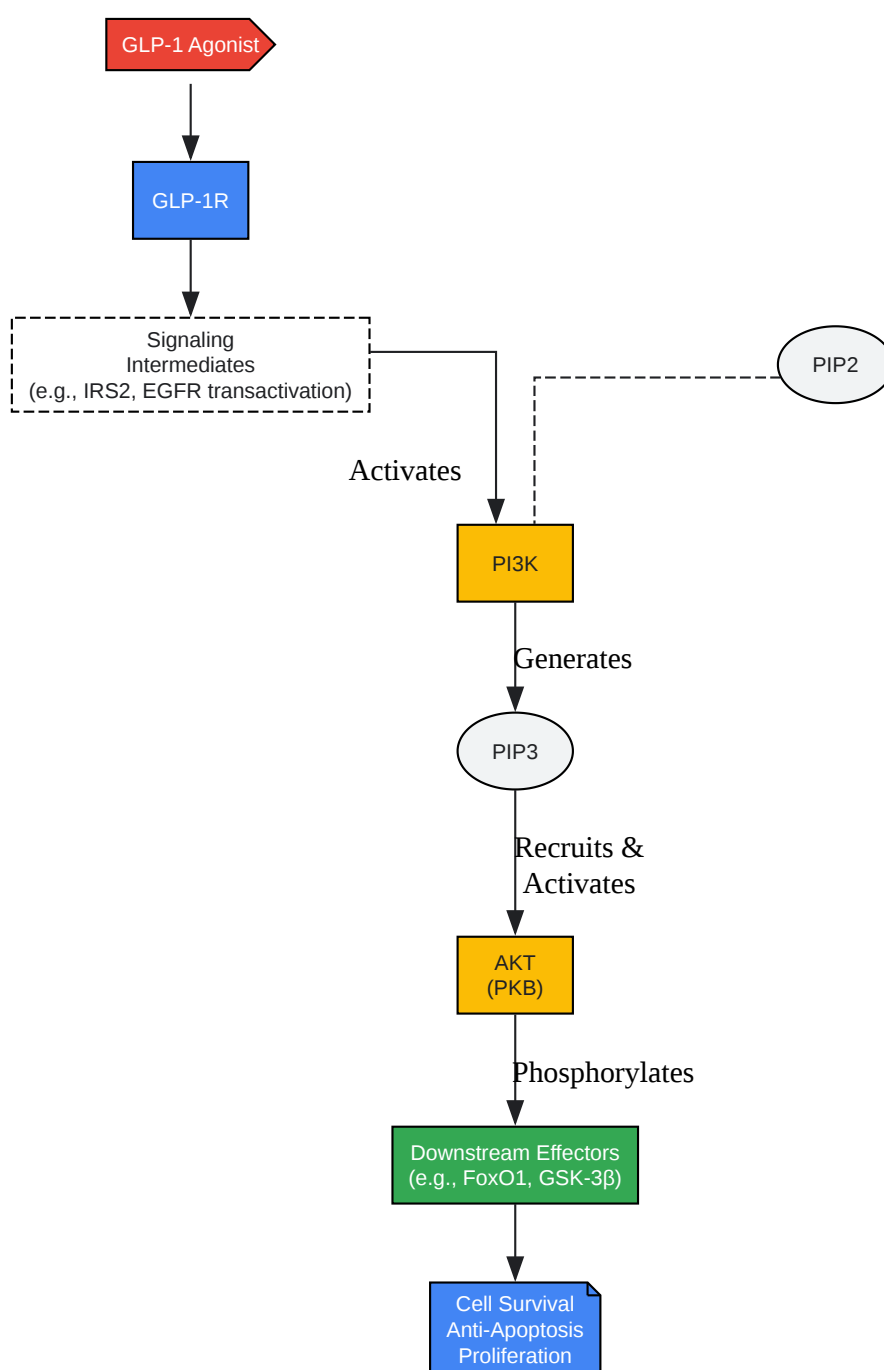 GLP-1 Agonist
GLP-1R
Signaling
Intermediates
(e.g., IRS2, EGFR transactivation)
PIP2
Activates
PI3K
Generates
PIP3
Recruits &
Activates
AKT
(PKB)
Phosphorylates
Downstream Effectors
(e.g., FoxO1, GSK-3β)
Cell Survival
Anti-Apoptosis
Proliferation